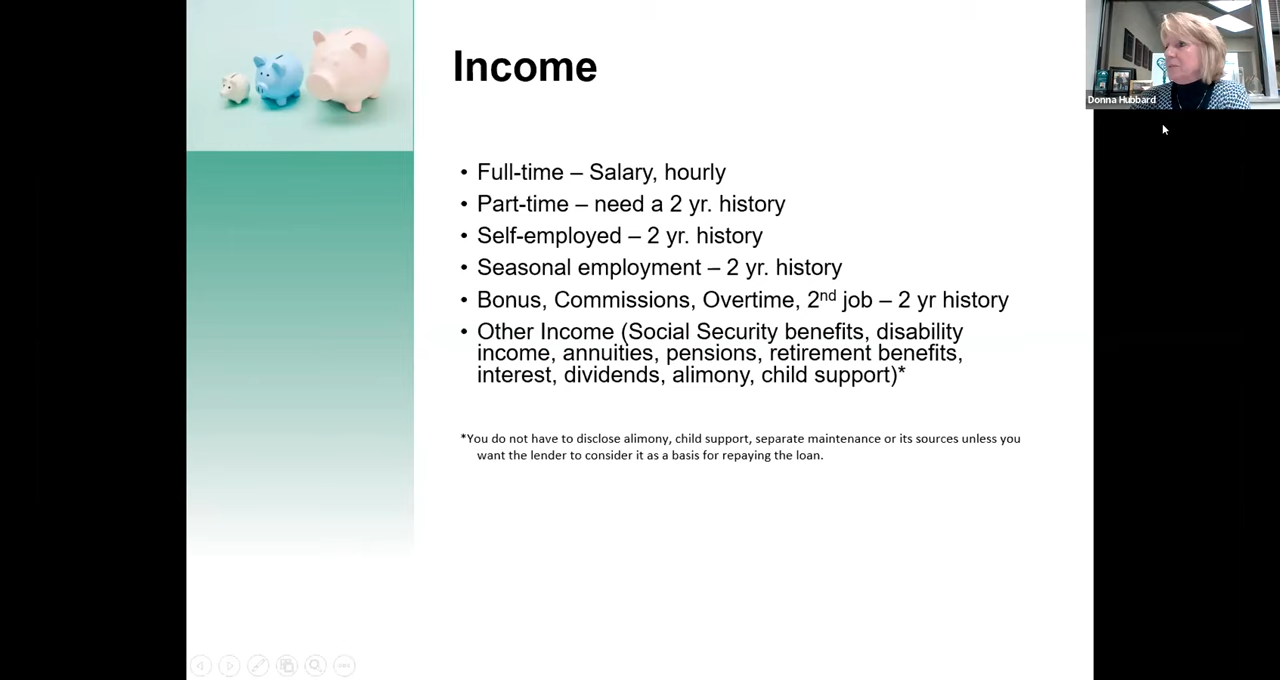 Income
• Full-time – Salary, hourly
• Part-time – need a 2 yr. history
• Self-employed – 2 yr. history
• Seasonal employment – 2 yr. history
• Bonus, Commissions, Overtime, 2nd job – 2 yr history
• Other Income (Social Security benefits, disability
income, annuities, pensions, retirement benefits,
interest, dividends, alimony, child support)*
*You do not have to disclose alimony, child support, separate maintenance or its sources unless you
want the lender to consider it as a basis for repaying the loan.
Donna Hubbard